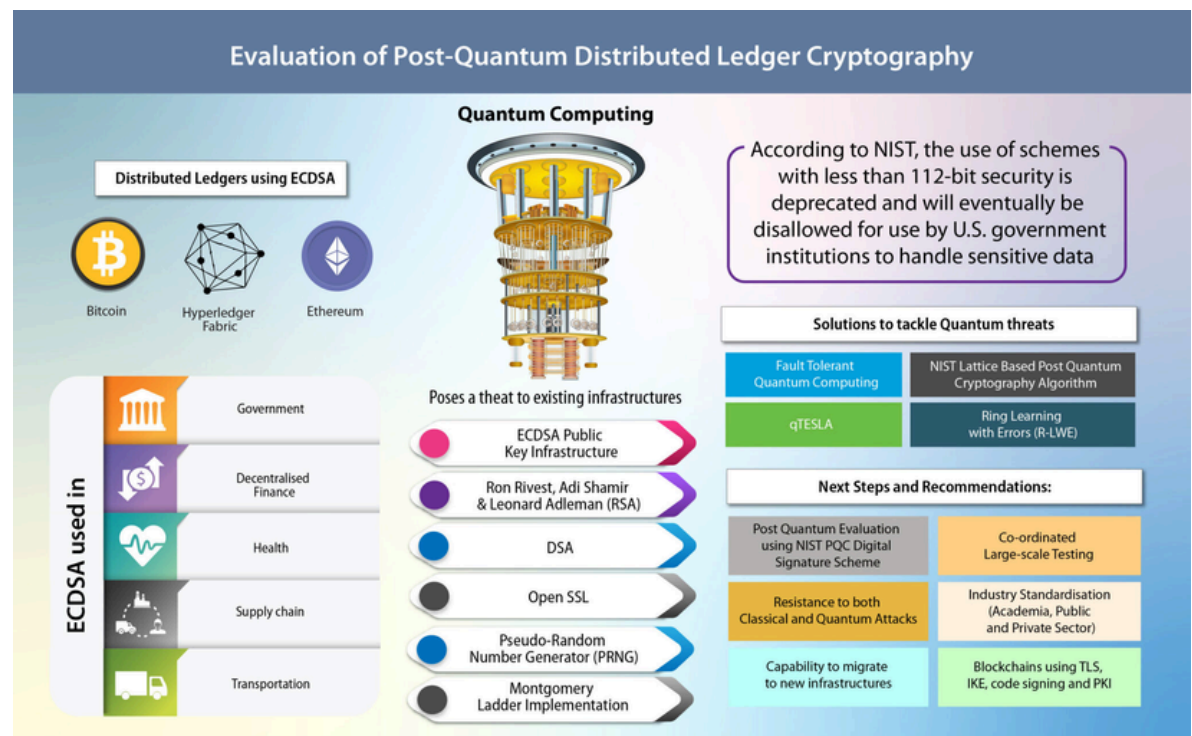 Evaluation of Post-Quantum Distributed Ledger Cryptography
Distributed Ledgers using ECDSA
Bitcoin
Hyperledger
Fabric
Ethereum
ECDSA used in
Government
Decentralised
Finance
Health
Supply chain
Transportation
Quantum Computing
Poses a threat to existing infrastructures
ECDSA Public
Key Infrastructure
Ron Rivest, Adi Shamir
& Leonard Adleman (RSA)
DSA
Open SSL
Pseudo-Random
Number Generator (PRNG)
Montgomery
Ladder Implementation
According to NIST, the use of schemes
with less than 112-bit security is
deprecated and will eventually be
disallowed for use by U.S. government
institutions to handle sensitive data
Solutions to tackle Quantum threats
Fault Tolerant
Quantum Computing
NIST Lattice Based Post Quantum
Cryptography Algorithm
qTESLA
Ring Learning
with Errors (R-LWE)
Next Steps and Recommendations:
Post Quantum Evaluation
using NIST PQC Digital
Signature Scheme
Co-ordinated
Large-scale Testing
Resistance to both
Classical and Quantum Attacks
Industry Standardisation
(Academia, Public
and Private Sector)
Capability to migrate
to new infrastructures
Blockchains using TLS,
IKE, code signing and PKI